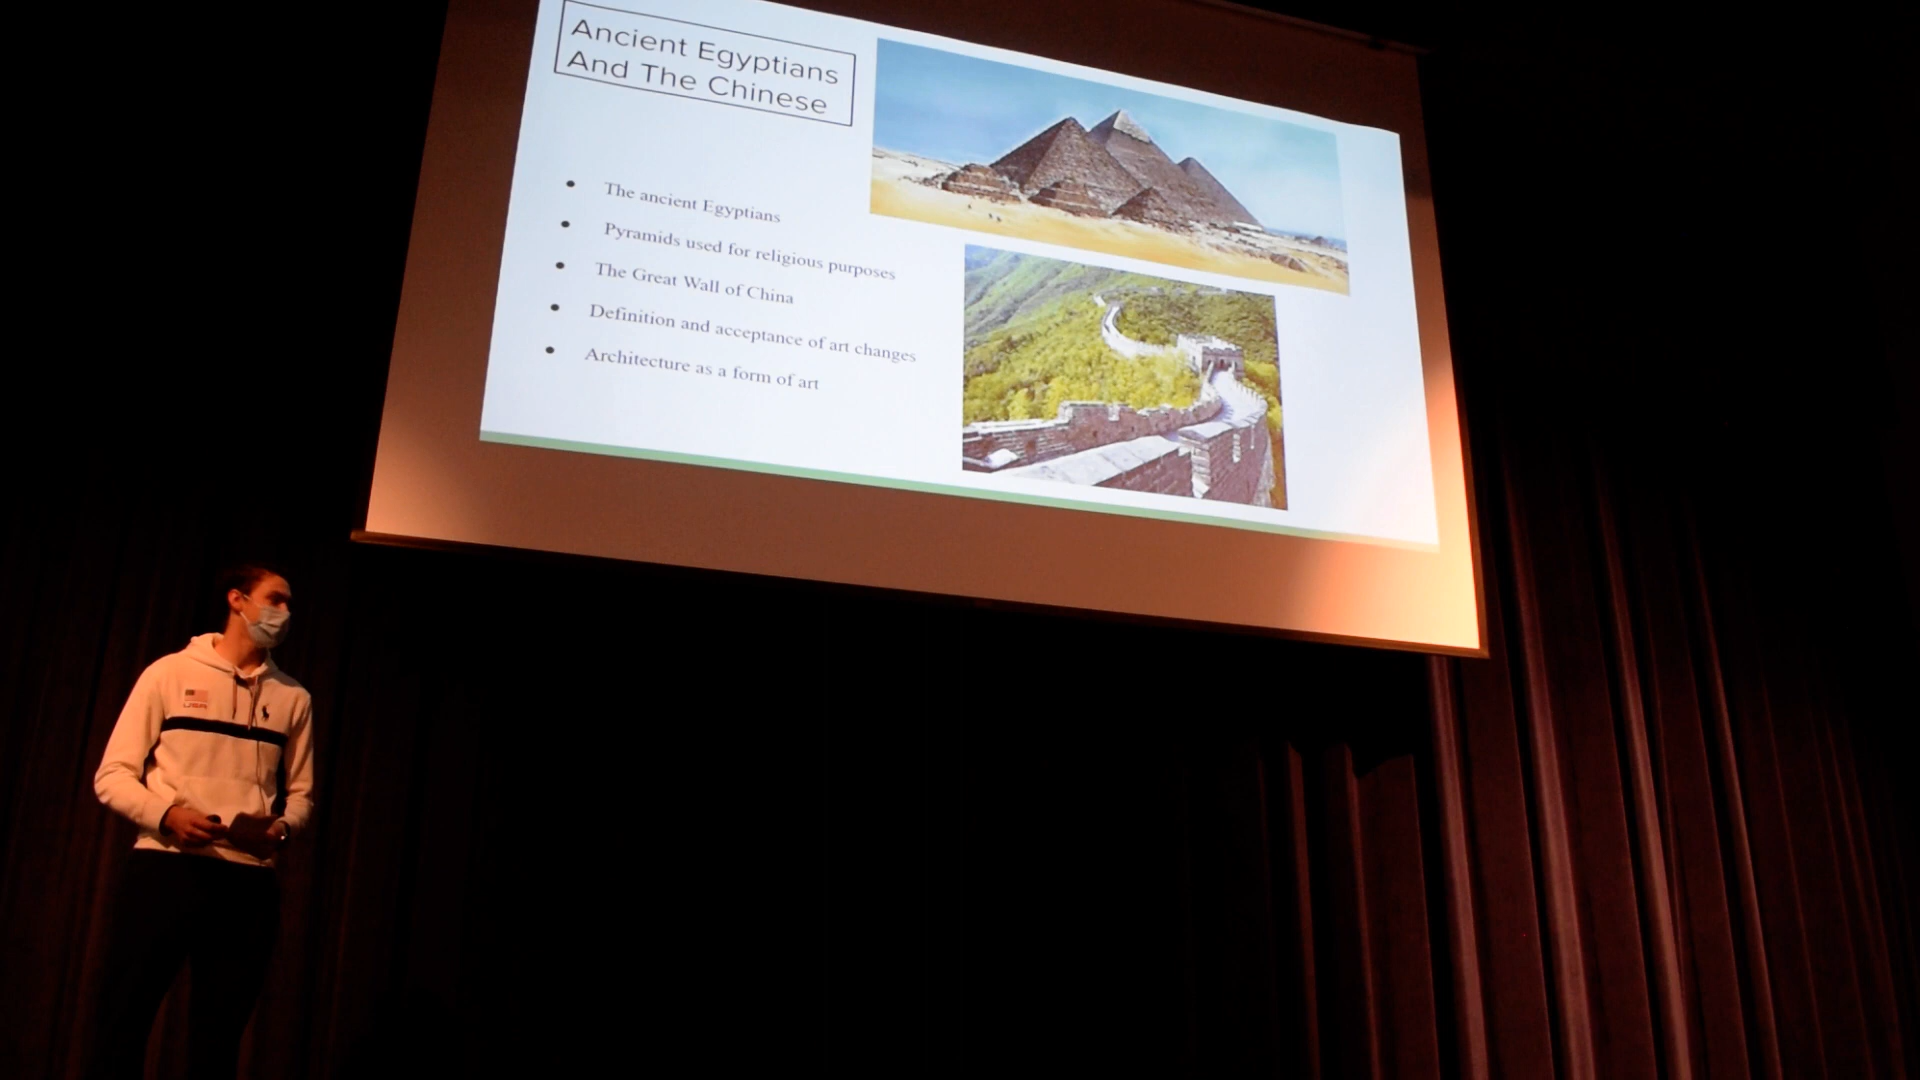 Ancient Egyptians
And The Chinese
The ancient Egyptians
Pyramids used for religious purposes
The Great Wall of China
Definition and acceptance of art changes
Architecture as a form of art
USA